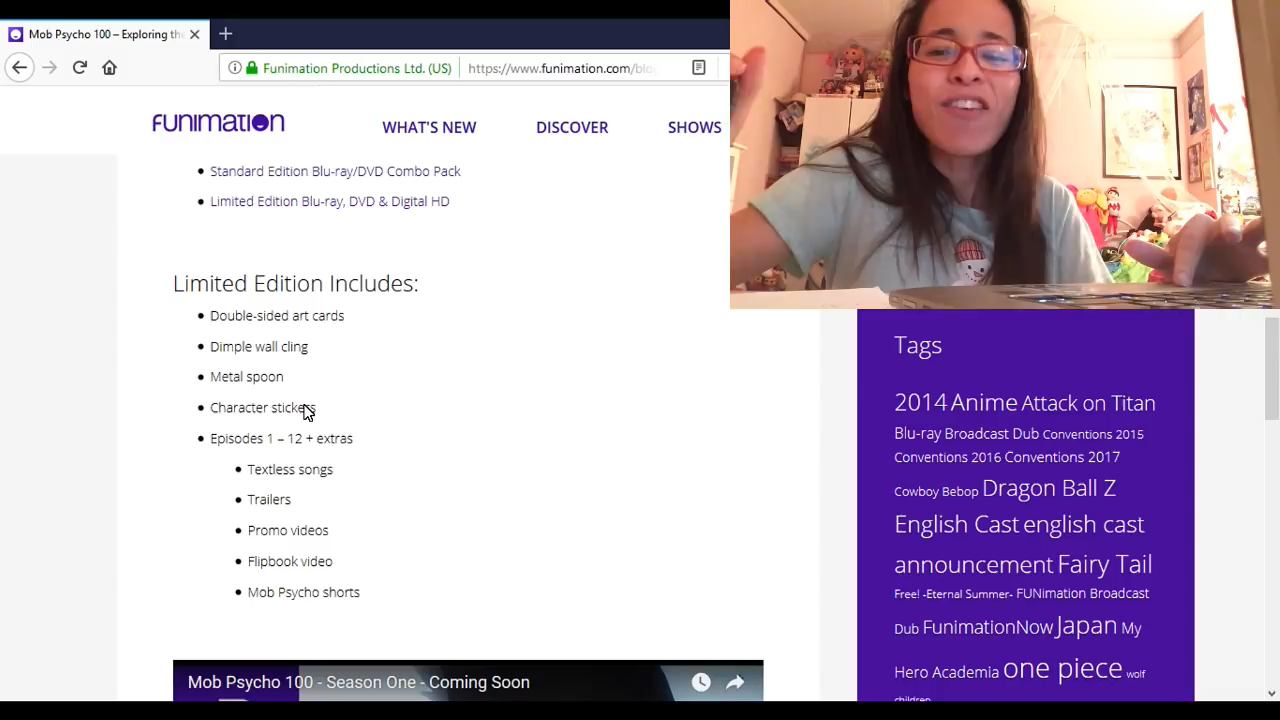 Mob Psycho 100 – Exploring the
Funimation Productions Ltd. (US)
https://www.funimation.com/blo
FUNIMATION
WHAT'S NEW
DISCOVER
SHOWS
Standard Edition Blu-ray/DVD Combo Pack
Limited Edition Blu-ray, DVD & Digital HD
Limited Edition Includes:
Double-sided art cards
Dimple wall cling
Metal spoon
Character stickers
Episodes 1 – 12 + extras
Textless songs
Trailers
Promo videos
Flipbook video
Mob Psycho shorts
Mob Psycho 100 - Season One - Coming Soon
Tags
2014 Anime Attack on Titan
Blu-ray Broadcast Dub Conventions 2015
Conventions 2016 Conventions 2017
Cowboy Bebop Dragon Ball Z
English Cast english cast
announcement Fairy Tail
Free! -Eternal Summer- FUNimation Broadcast
Dub FunimationNow Japan My
Hero Academia one piece wolf
children